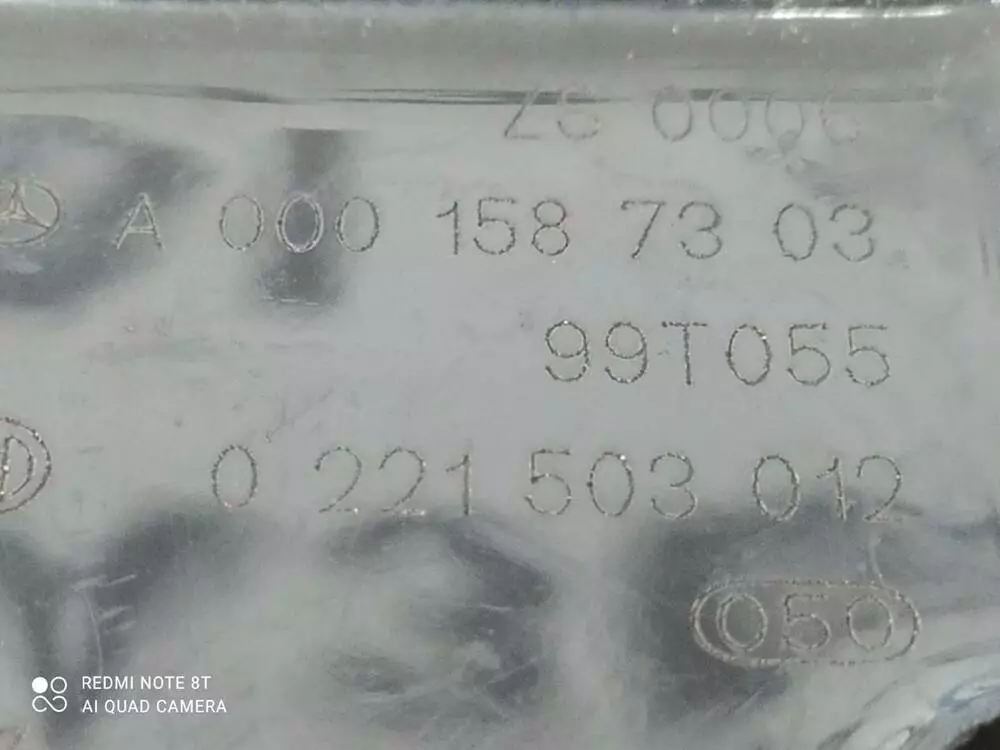 A 000 158 73 03
99T055
0 221 503 012
050
REDMI NOTE 8T
AI QUAD CAMERA